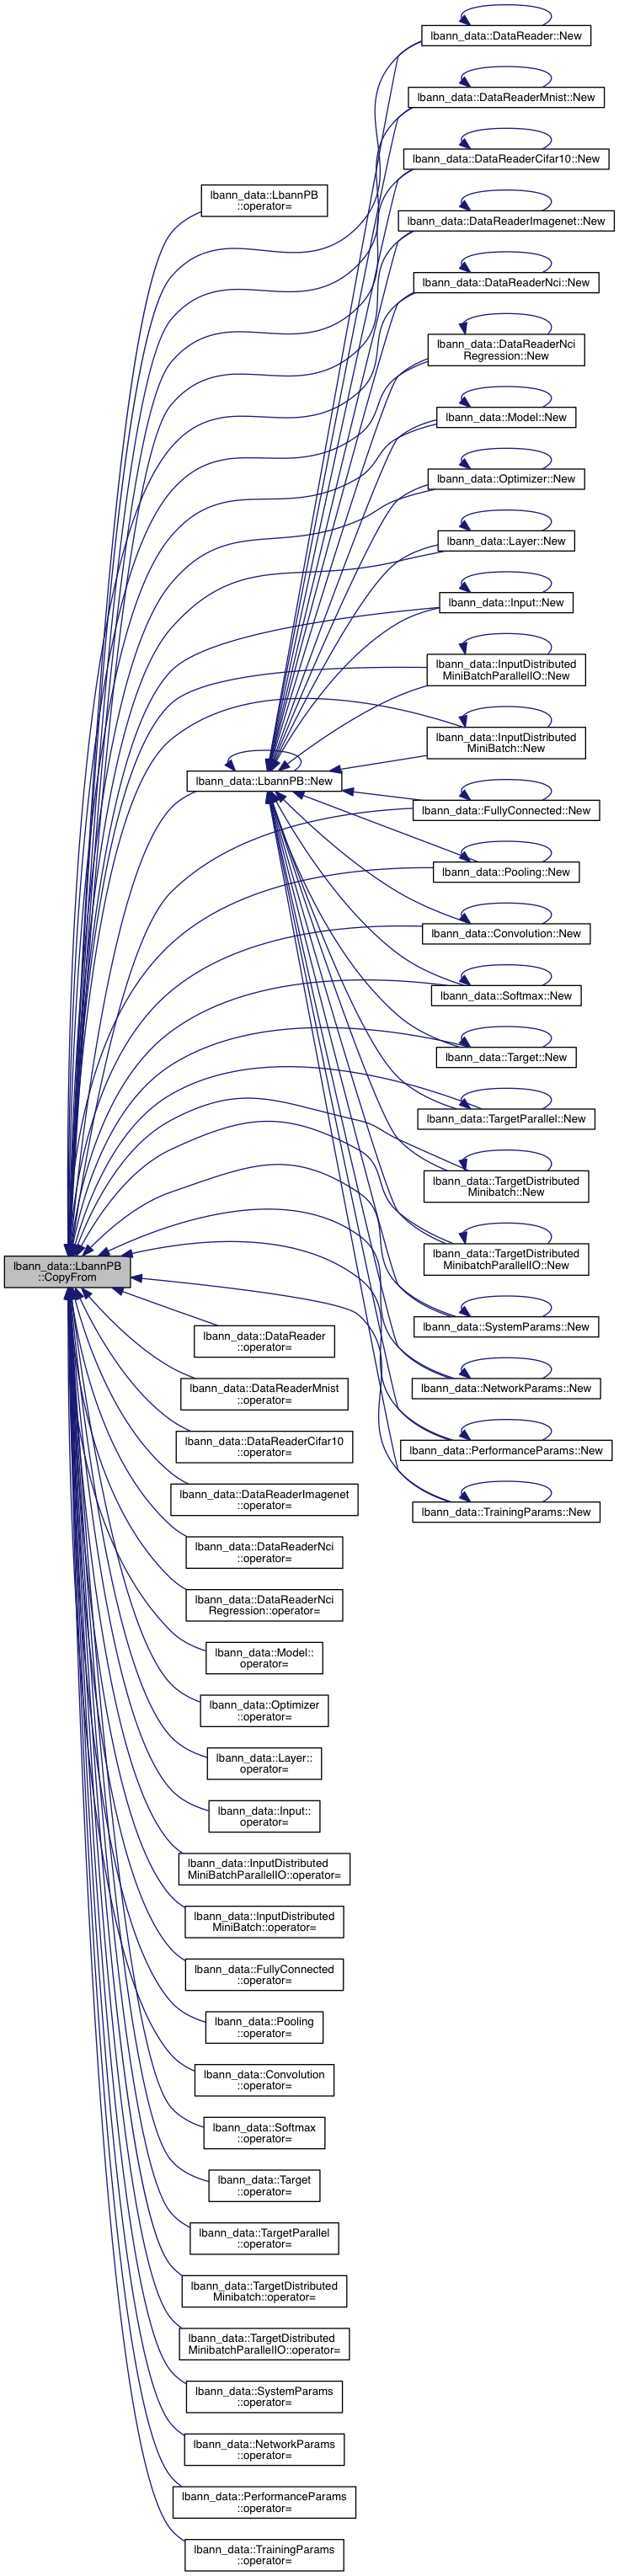 lbann_data::DataReader::New
lbann_data::DataReaderMnist::New
lbann_data::DataReaderCifar10::New
lbann_data::LbannPB
::operator=
lbann_data::DataReaderImagenet::New
lbann_data::DataReaderNci::New
lbann_data::DataReaderNci
Regression::New
lbann_data::Model::New
lbann_data::Optimizer::New
lbann_data::Layer::New
lbann_data::Input::New
lbann_data::InputDistributed
MiniBatchParallelIO::New
lbann_data::InputDistributed
MiniBatch::New
lbann_data::LbannPB::New
lbann_data::FullyConnected::New
lbann_data::Pooling::New
lbann_data::Convolution::New
lbann_data::Softmax::New
lbann_data::Target::New
lbann_data::TargetParallel::New
lbann_data::TargetDistributed
Minibatch::New
lbann_data::TargetDistributed
MinibatchParallelIO::New
lbann_data::LbannPB
::CopyFrom
lbann_data::SystemParams::New
lbann_data::DataReader
::operator=
lbann_data::NetworkParams::New
lbann_data::DataReaderMnist
::operator=
lbann_data::PerformanceParams::New
lbann_data::DataReaderCifar10
::operator=
lbann_data::TrainingParams::New
lbann_data::DataReaderImagenet
::operator=
lbann_data::DataReaderNci
::operator=
lbann_data::DataReaderNci
Regression::operator=
lbann_data::Model::
operator=
lbann_data::Optimizer
::operator=
lbann_data::Layer::
operator=
lbann_data::Input::
operator=
lbann_data::InputDistributed
MiniBatchParallelIO::operator=
lbann_data::InputDistributed
MiniBatch::operator=
lbann_data::FullyConnected
::operator=
lbann_data::Pooling
::operator=
lbann_data::Convolution
::operator=
lbann_data::Softmax
::operator=
lbann_data::Target
::operator=
lbann_data::TargetParallel
::operator=
lbann_data::TargetDistributed
Minibatch::operator=
lbann_data::TargetDistributed
MinibatchParallelIO::operator=
lbann_data::SystemParams
::operator=
lbann_data::NetworkParams
::operator=
lbann_data::PerformanceParams
::operator=
lbann_data::TrainingParams
::operator=